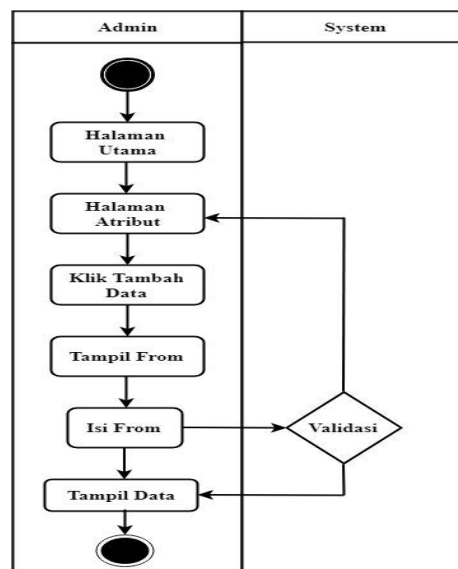 Admin
System
Halaman
Utama
Halaman
Atribut
Klik Tambah
Data
Tampil From
Isi From
Validasi
Tampil Data